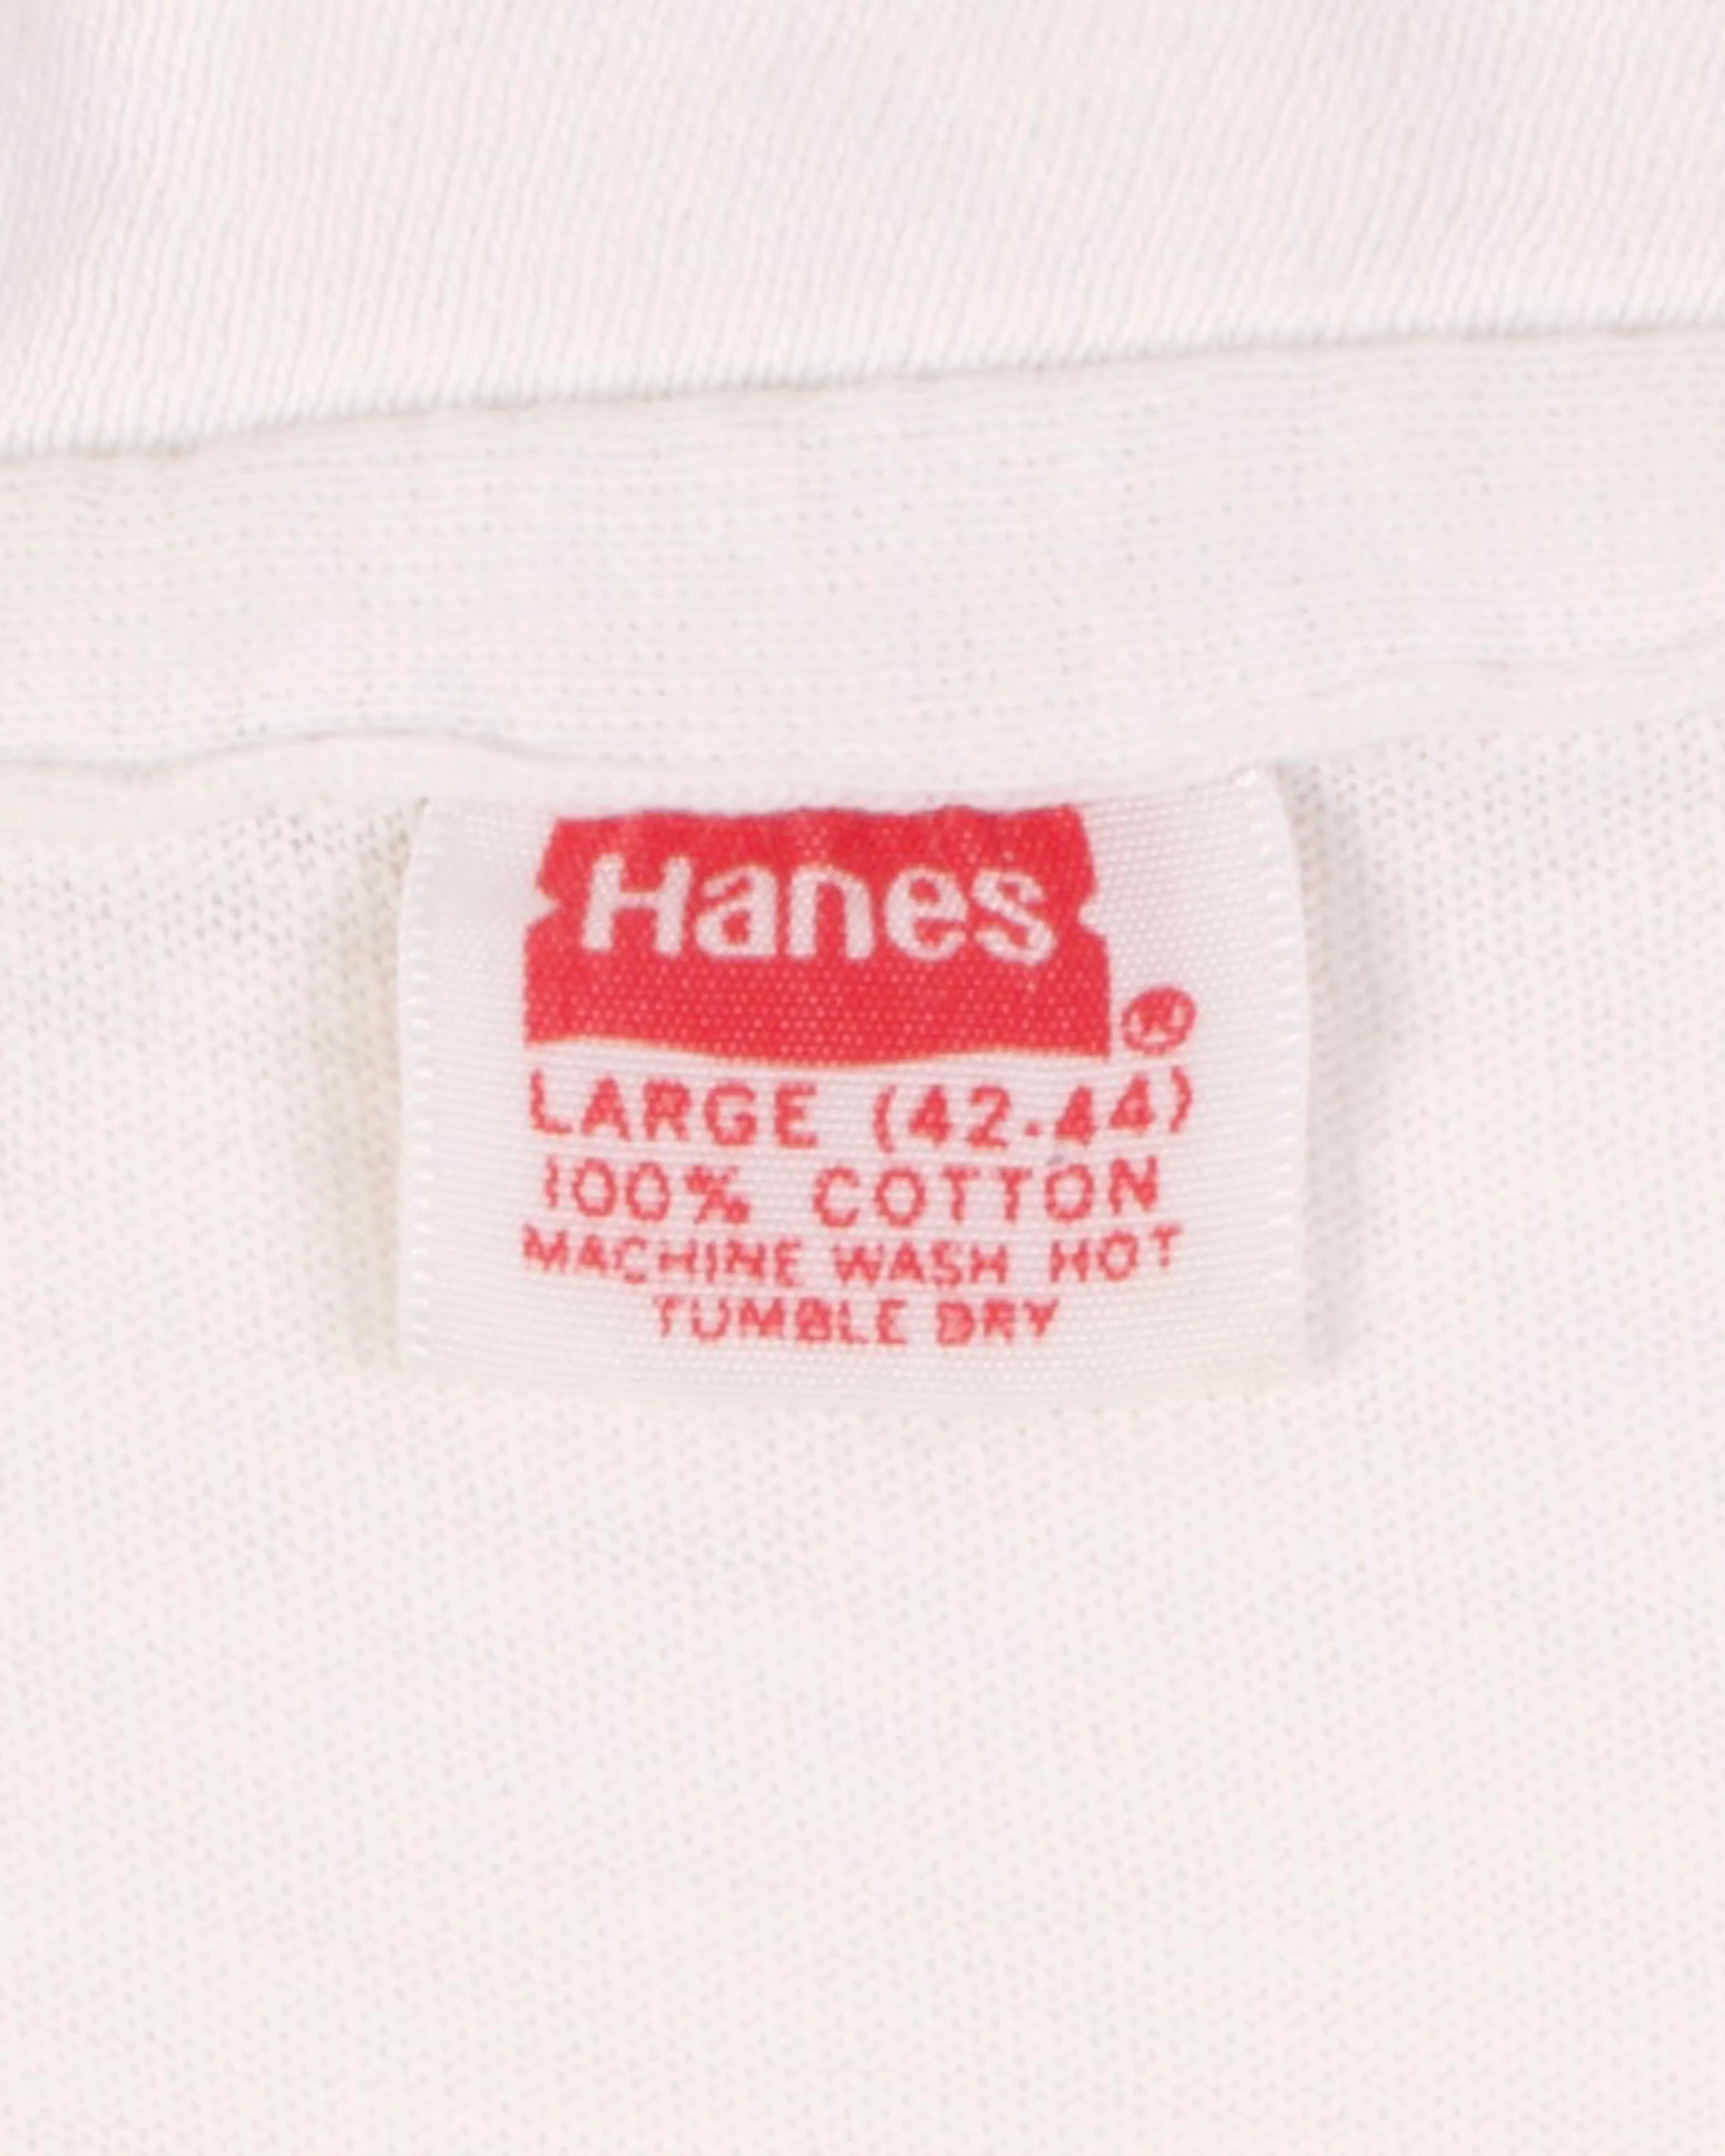 Hanes
®
LARGE (42-44)
100% COTTON
MACHINE WASH HOT
TUMBLE DRY